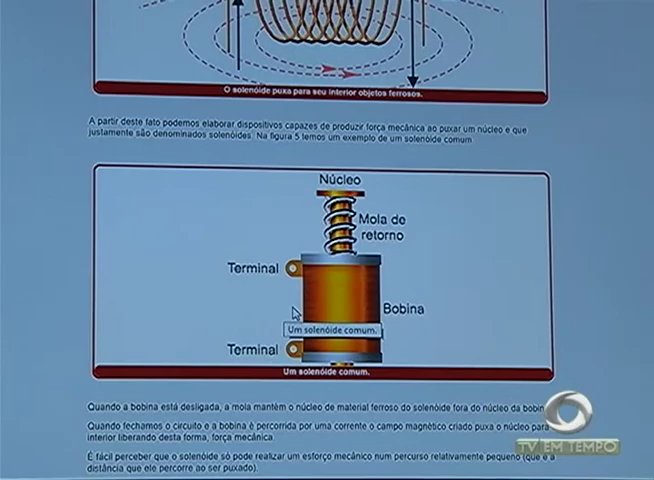 O solenóide puxa para seu interior objetos ferrosos.
A partir deste fato podemos elaborar dispositivos capazes de produzir força mecânica ao puxar um núcleo e que
justamente são denominados solenóides. Na figura 5 temos um exemplo de um solenóide comum
Núcleo
Mola de
retorno
Terminal
Bobina
Um solenóide comum.
Terminal
Um solenóide comum.
Quando a bobina está desligada, a mola mantém o núcleo de material ferroso do solenóide fora do núcleo da
Quando fechamos o circuito e a bobina é percorrida por uma corrente o campo magnético criado puxa o núcleo para
interior liberando desta forma, força mecânica
É fácil perceber que o solenóide só pode realizar um esforço mecânico num percurso relativamente pequeno (que é a
distância que ele percorre ao ser puxado).
TV EM TEMPO